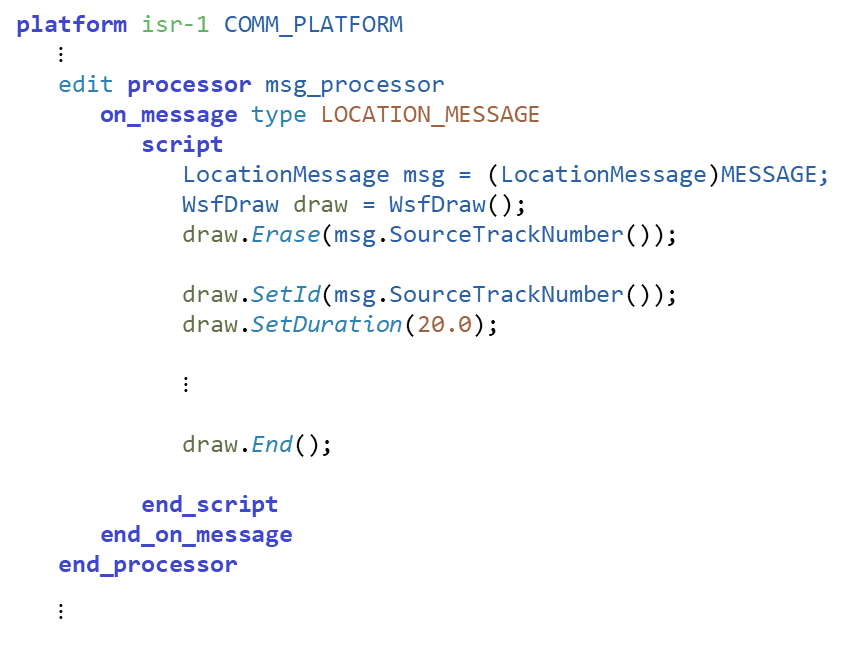 platform isr-1 COMM_PLATFORM
⋮
edit processor msg_processor
on_message type LOCATION_MESSAGE
script
LocationMessage msg = (LocationMessage)MESSAGE;
WsfDraw draw = WsfDraw();
draw.Erase(msg.SourceTrackNumber());
draw.SetId(msg.SourceTrackNumber());
draw.SetDuration(20.0);
⋮
draw.End();
end_script
end_on_message
end_processor
⋮